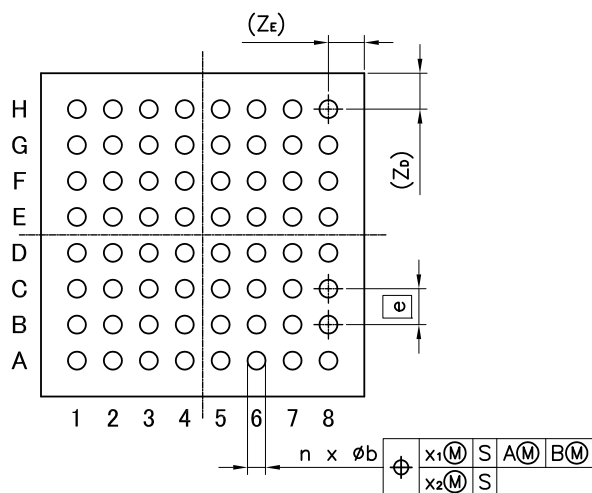 (ZE)
H
G
F
E
D
C
B
A
(ZD)
e
1 2 3 4 5 6 7 8
n x øb
x1Ⓜ S AⓂ BⓂ
x2Ⓜ S